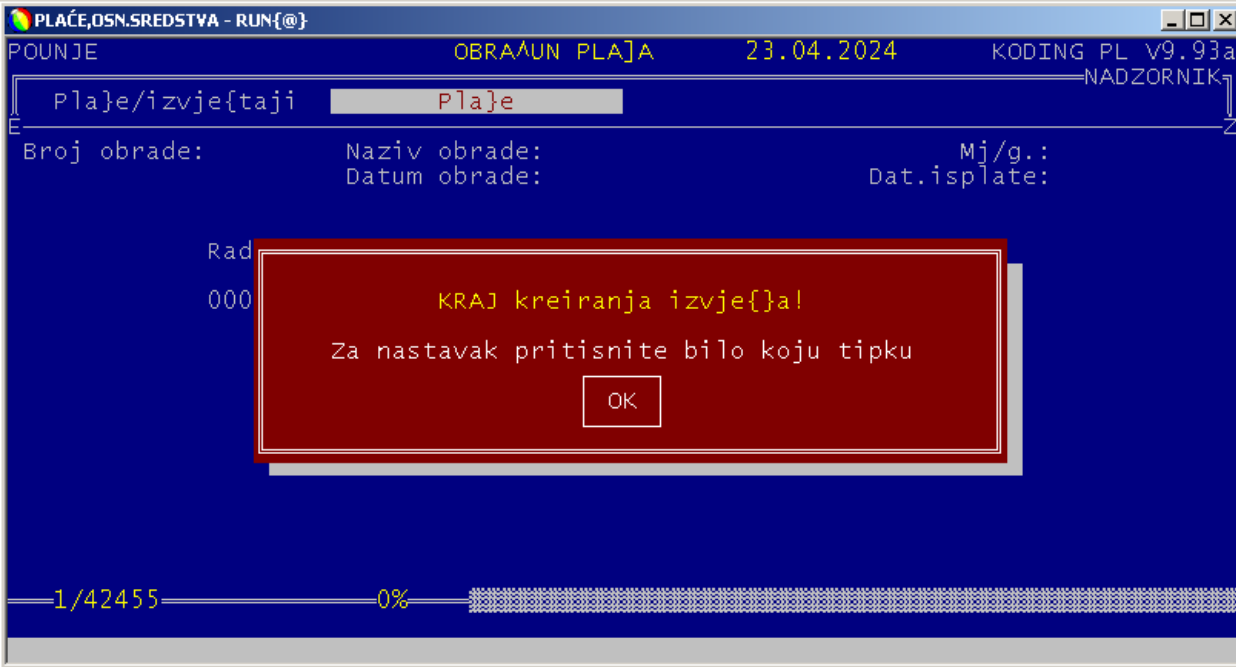 PLAĆE,OSN.SREDSTVA - RUN{@}
POUNJE OBRA^UN PLA]A 23.04.2024 KODING PL V9.93a
NADZORNIK
Pla}e/izvje{taji Pla}e
E Z
Broj obrade: Naziv obrade: Mj/g.:
Datum obrade: Dat.isplate:
Rad
000
KRAJ kreiranja izvje{}a!
Za nastavak pritisnite bilo koju tipku
OK
1/42455 0%